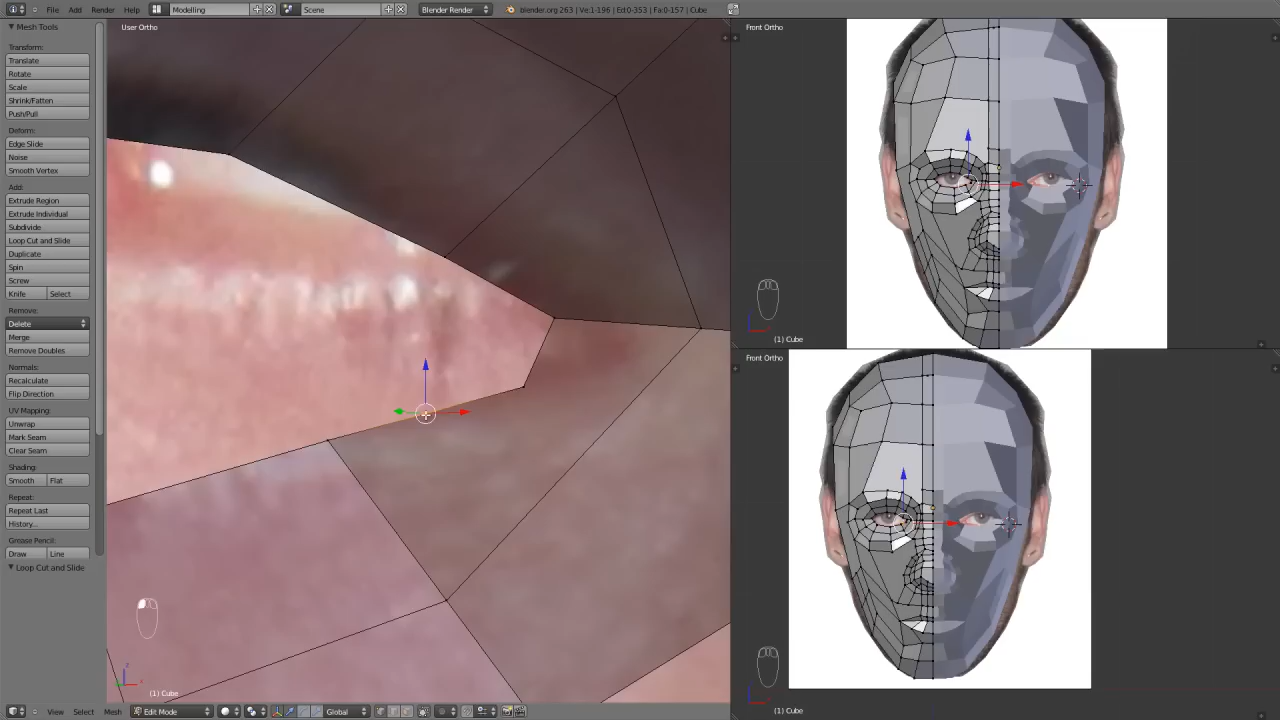 File Add Render Help
Modelling
Scene
Blender Render
blender.org 263 | Ve:1-196 | Ed:0-353 | Fa:0-157 | Cube
Mesh Tools
Transform:
Translate
Rotate
Scale
Shrink/Fatten
Push/Pull
Deform:
Edge Slide
Noise
Smooth Vertex
Add:
Extrude Region
Extrude Individual
Subdivide
Loop Cut and Slide
Duplicate
Spin
Screw
Knife Select
Remove:
Delete
Merge
Remove Doubles
Normals:
Recalculate
Flip Direction
UV Mapping:
Unwrap
Mark Seam
Clear Seam
Shading:
Smooth Flat
Repeat:
Repeat Last
History...
Grease Pencil:
Draw Line
Loop Cut and Slide
User Ortho
(1) Cube
Front Ortho
(1) Cube
Front Ortho
(1) Cube
View Select Mesh
Edit Mode
Global